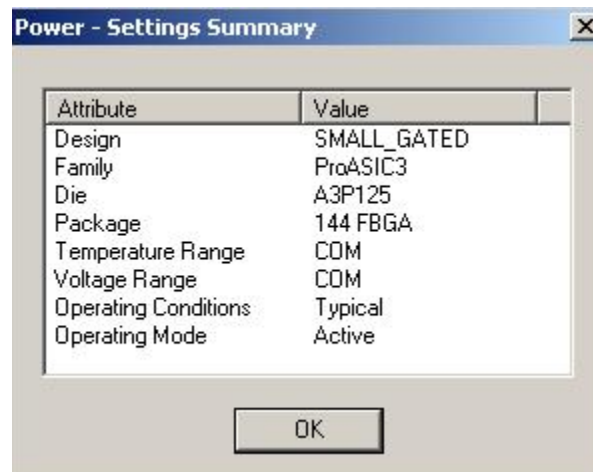 Power - Settings Summary
Attribute Value
Design SMALL_GATED
Family ProASIC3
Die A3P125
Package 144 FBGA
Temperature Range COM
Voltage Range COM
Operating Conditions Typical
Operating Mode Active
OK